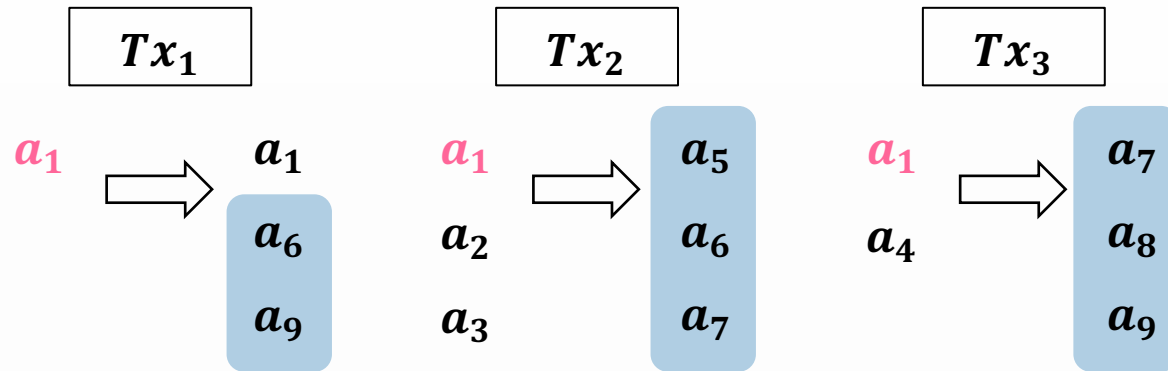 Tx₁ Tx₂ Tx₃
a₁ a₁ a₁ a₅ a₁ a₇
a₆ a₂ a₆ a₄ a₈
a₉ a₃ a₇ a₉